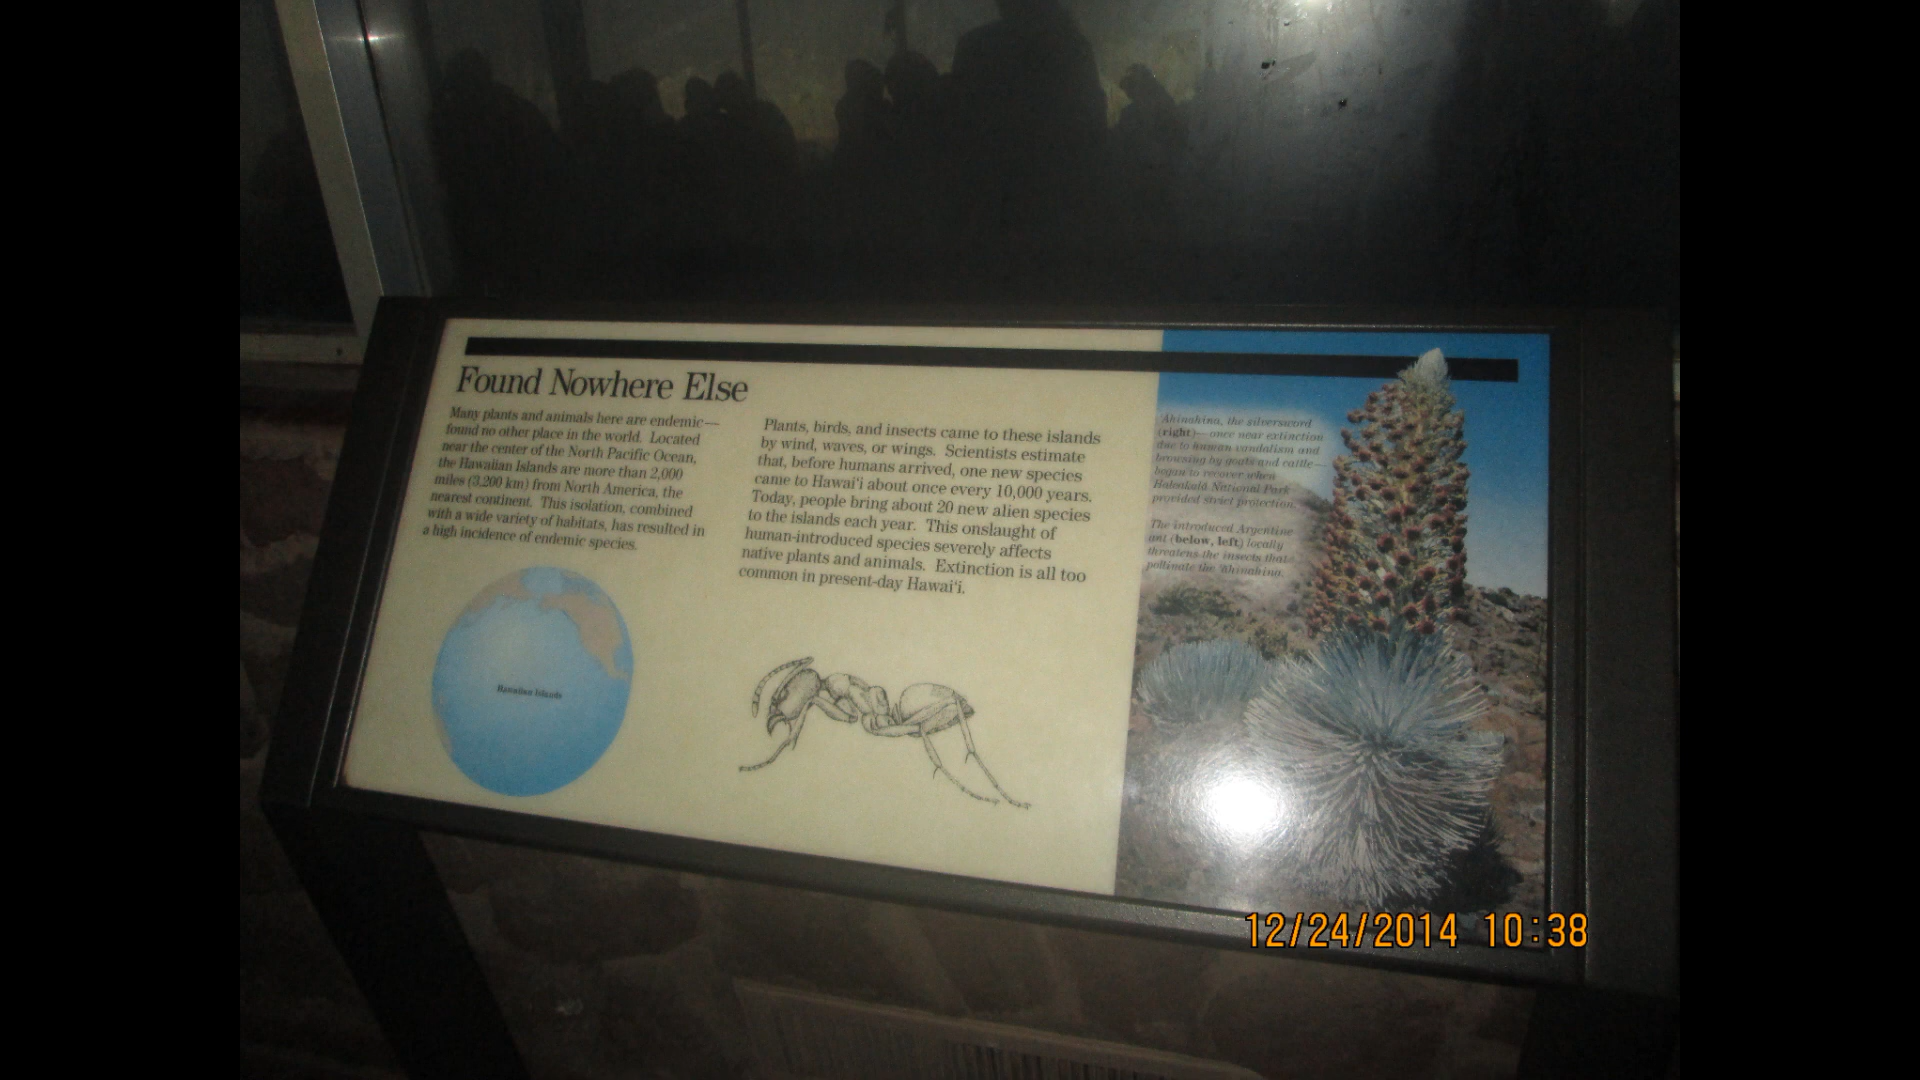 Found Nowhere Else
Many plants and animals here are endemic—
found no other place in the world. Located
near the center of the North Pacific Ocean,
the Hawaiian Islands are more than 2,000
miles (3,200 km) from North America, the
nearest continent. This isolation, combined
with a wide variety of habitats, has resulted in
a high incidence of endemic species.
Hawaiian Islands
Plants, birds, and insects came to these islands
by wind, waves, or wings. Scientists estimate
that, before humans arrived, one new species
came to Hawai‘i about once every 10,000 years.
Today, people bring about 20 new alien species
to the islands each year. This onslaught of
human-introduced species severely affects
native plants and animals. Extinction is all too
common in present-day Hawai‘i.
‘Ahinahina, the silversword
(right)—once near extinction
due to human vandalism and
browsing by goats and cattle—
began to recover when
Haleakalā National Park
provided strict protection.
The introduced Argentine
ant (below, left) locally
threatens the insects that
pollinate the ‘Ahinahina.
12/24/2014 10:38